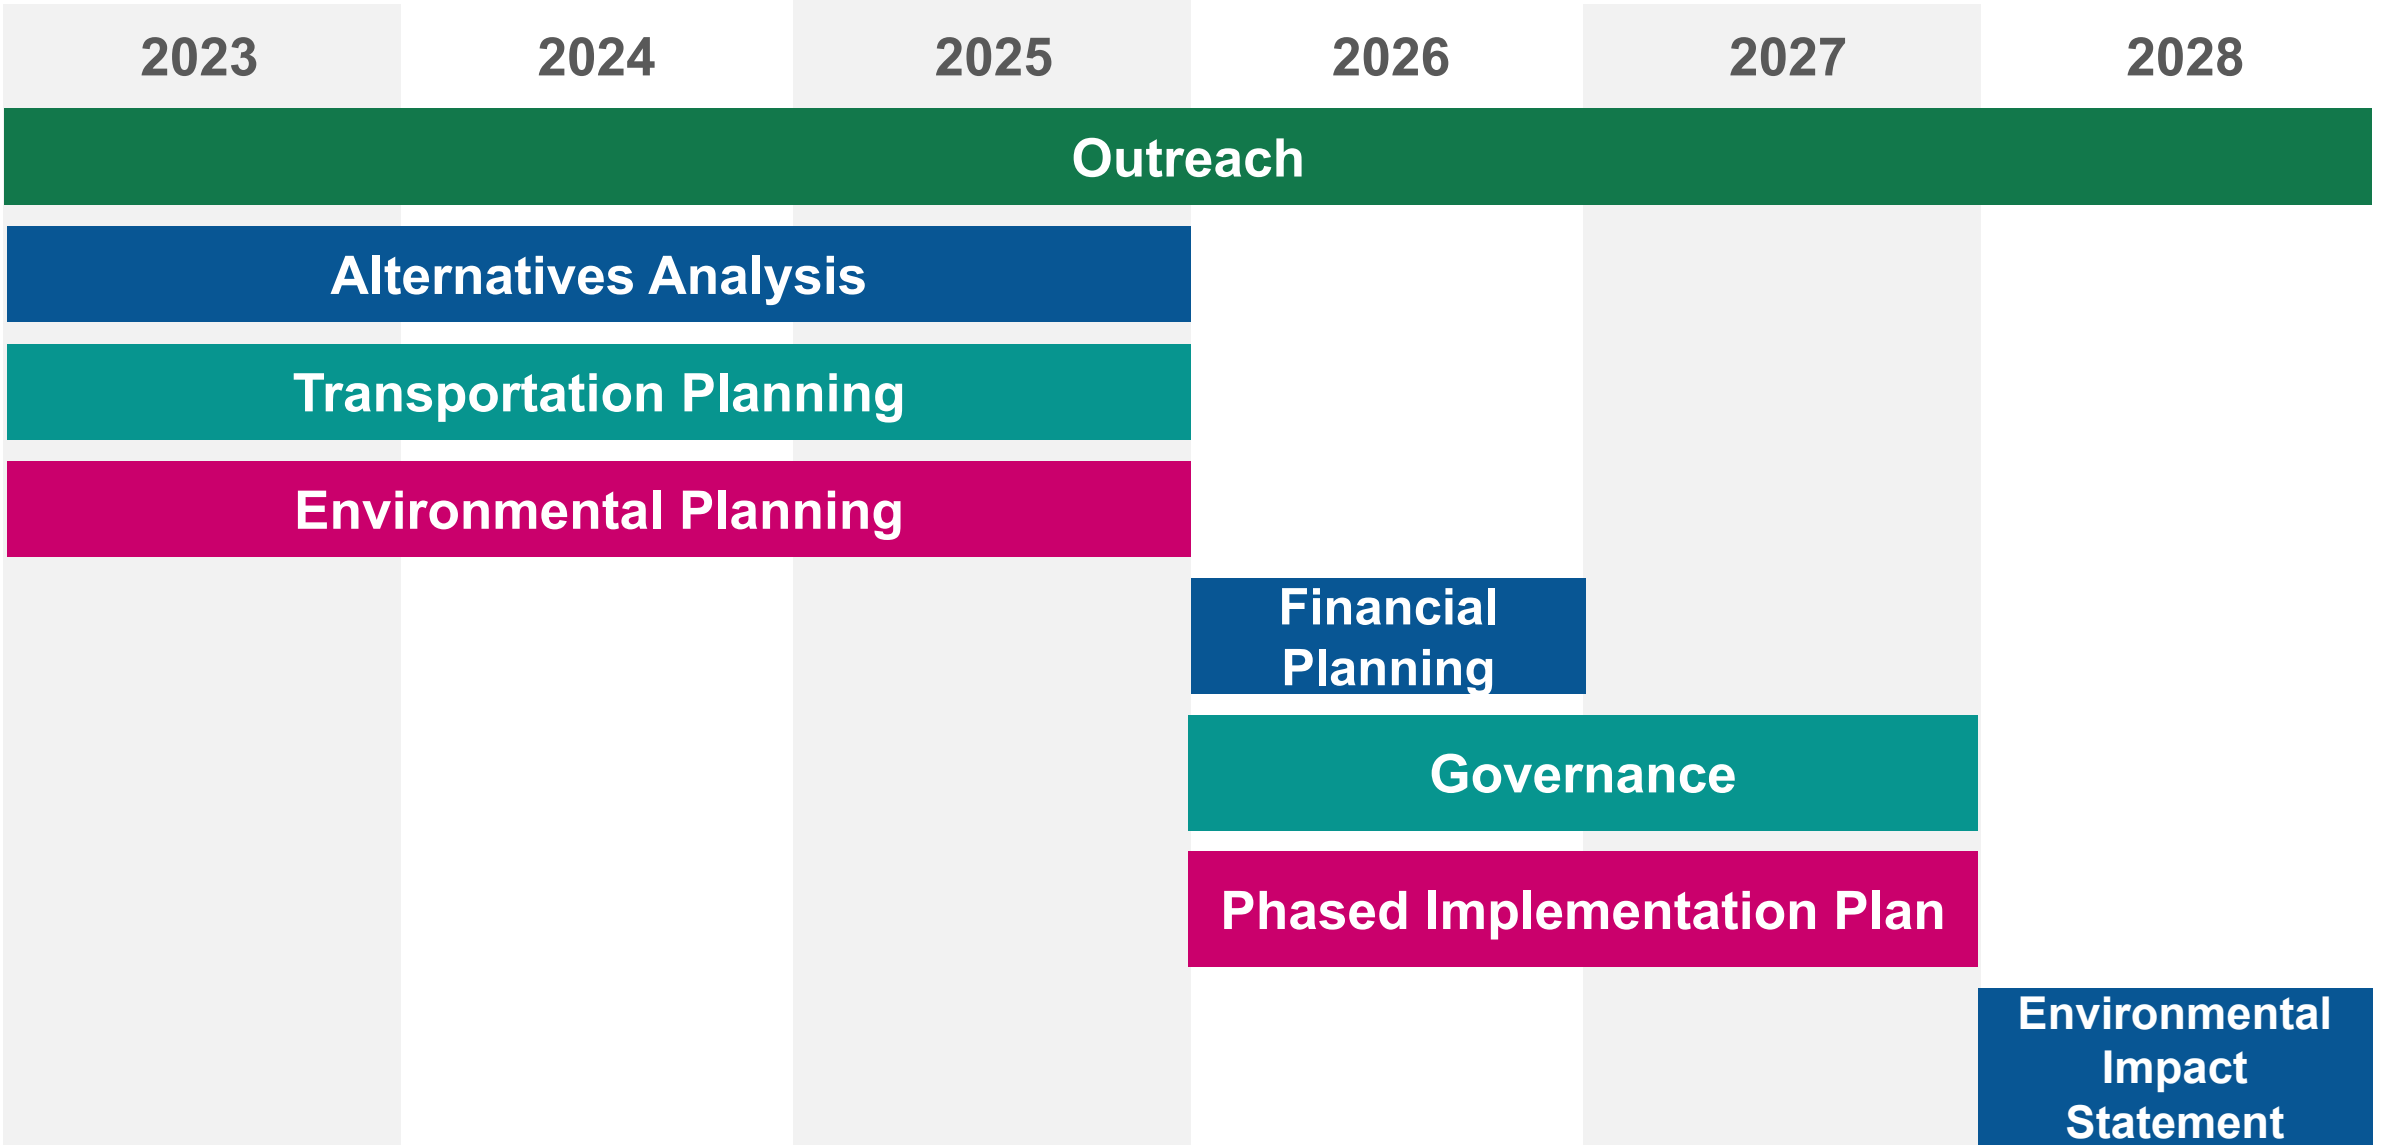 2023 2024 2025 2026 2027 2028
Outreach
Alternatives Analysis
Transportation Planning
Environmental Planning
Financial
Planning
Governance
Phased Implementation Plan
Environmental
Impact
Statement